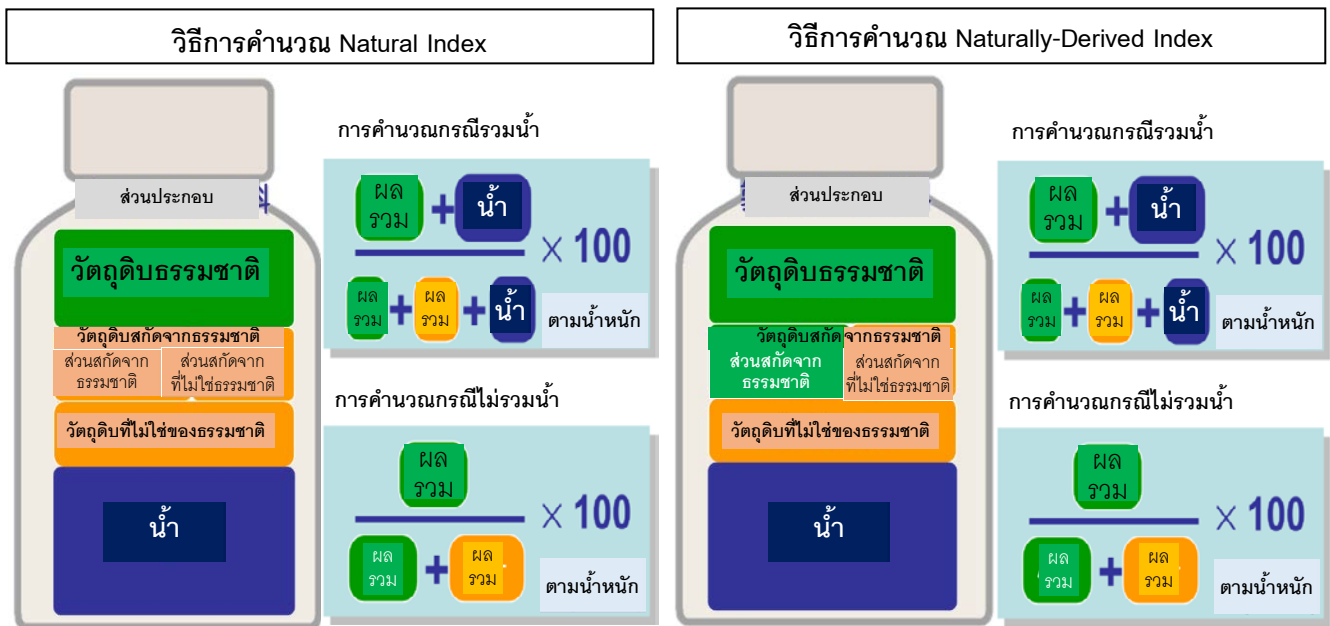 วิธีการคำนวณ Natural Index
ส่วนประกอบ
วัตถุดิบธรรมชาติ
วัตถุดิบสกัดจากธรรมชาติ
ส่วนสกัดจาก
ธรรมชาติ
ส่วนสกัดจาก
ที่ไม่ใช่ธรรมชาติ
วัตถุดิบที่ไม่ใช่ของธรรมชาติ
น้ำ
การคำนวณกรณีรวมน้ำ
ผล
รวม
+
น้ำ
× 100
ผล
รวม
+
ผล
รวม
+
น้ำ
ตามน้ำหนัก
การคำนวณกรณีไม่รวมน้ำ
ผล
รวม
× 100
ผล
รวม
+
ผล
รวม
ตามน้ำหนัก
วิธีการคำนวณ Naturally-Derived Index
ส่วนประกอบ
วัตถุดิบธรรมชาติ
วัตถุดิบสกัดจากธรรมชาติ
ส่วนสกัดจาก
ธรรมชาติ
ส่วนสกัดจาก
ที่ไม่ใช่ธรรมชาติ
วัตถุดิบที่ไม่ใช่ของธรรมชาติ
น้ำ
การคำนวณกรณีรวมน้ำ
ผล
รวม
+
น้ำ
× 100
ผล
รวม
+
ผล
รวม
+
น้ำ
ตามน้ำหนัก
การคำนวณกรณีไม่รวมน้ำ
ผล
รวม
× 100
ผล
รวม
+
ผล
รวม
ตามน้ำหนัก